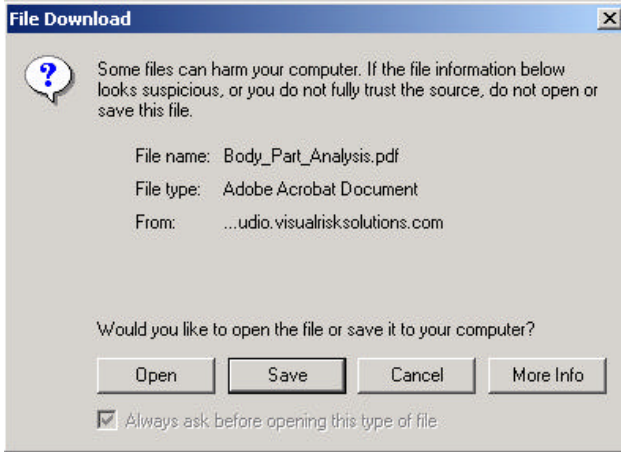 File Download
Some files can harm your computer. If the file information below
looks suspicious, or you do not fully trust the source, do not open or
save this file.
File name: Body_Part_Analysis.pdf
File type: Adobe Acrobat Document
From: ...udio.visualrisksolutions.com
Would you like to open the file or save it to your computer?
Open Save Cancel More Info
Always ask before opening this type of file